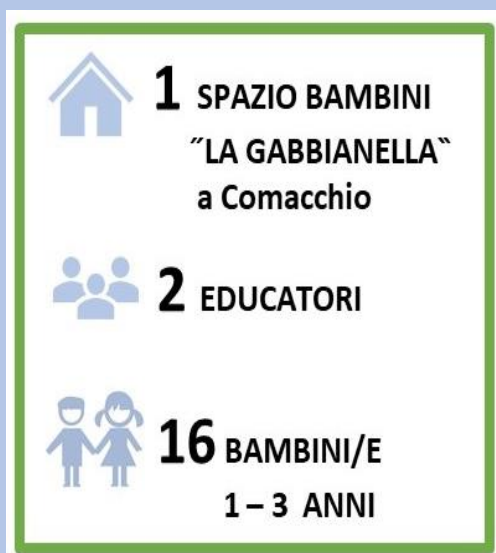 1 SPAZIO BAMBINI
˝LA GABBIANELLA‶
a Comacchio
2 EDUCATORI
16 BAMBINI/E
1 – 3 ANNI